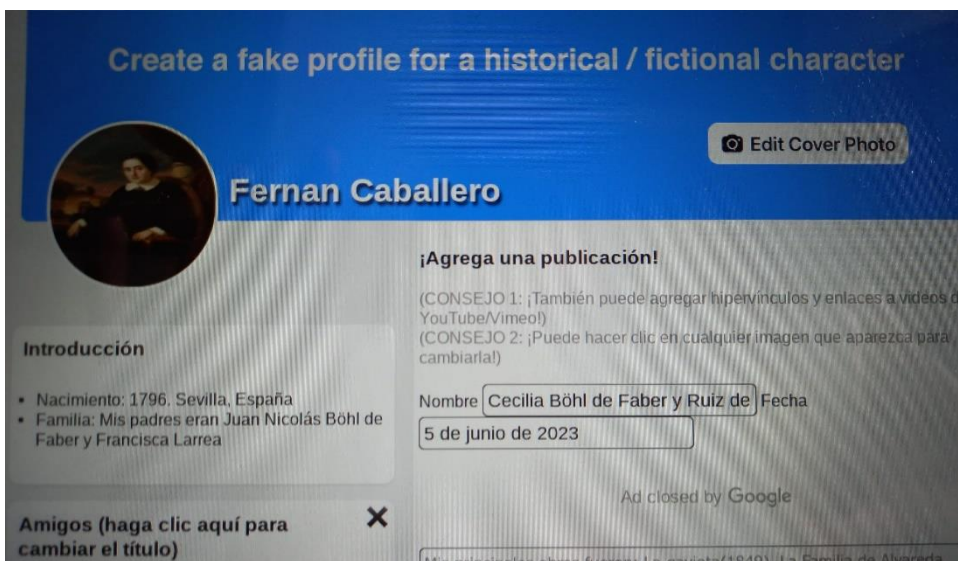 Create a fake profile for a historical / fictional character
Edit Cover Photo
Fernan Caballero
¡Agrega una publicación!
(CONSEJO 1: ¡También puede agregar hipervínculos y enlaces a videos d
YouTube/Vimeo!)
(CONSEJO 2: ¡Puede hacer clic en cualquier imagen que aparezca para
cambiarla!)
Introducción
Nacimiento: 1796. Sevilla, España
Familia: Mis padres eran Juan Nicolás Böhl de
Faber y Francisca Larrea
Nombre Cecilia Böhl de Faber y Ruiz de Fecha
5 de junio de 2023
Ad closed by Google
Amigos (haga clic aquí para
cambiar el título)